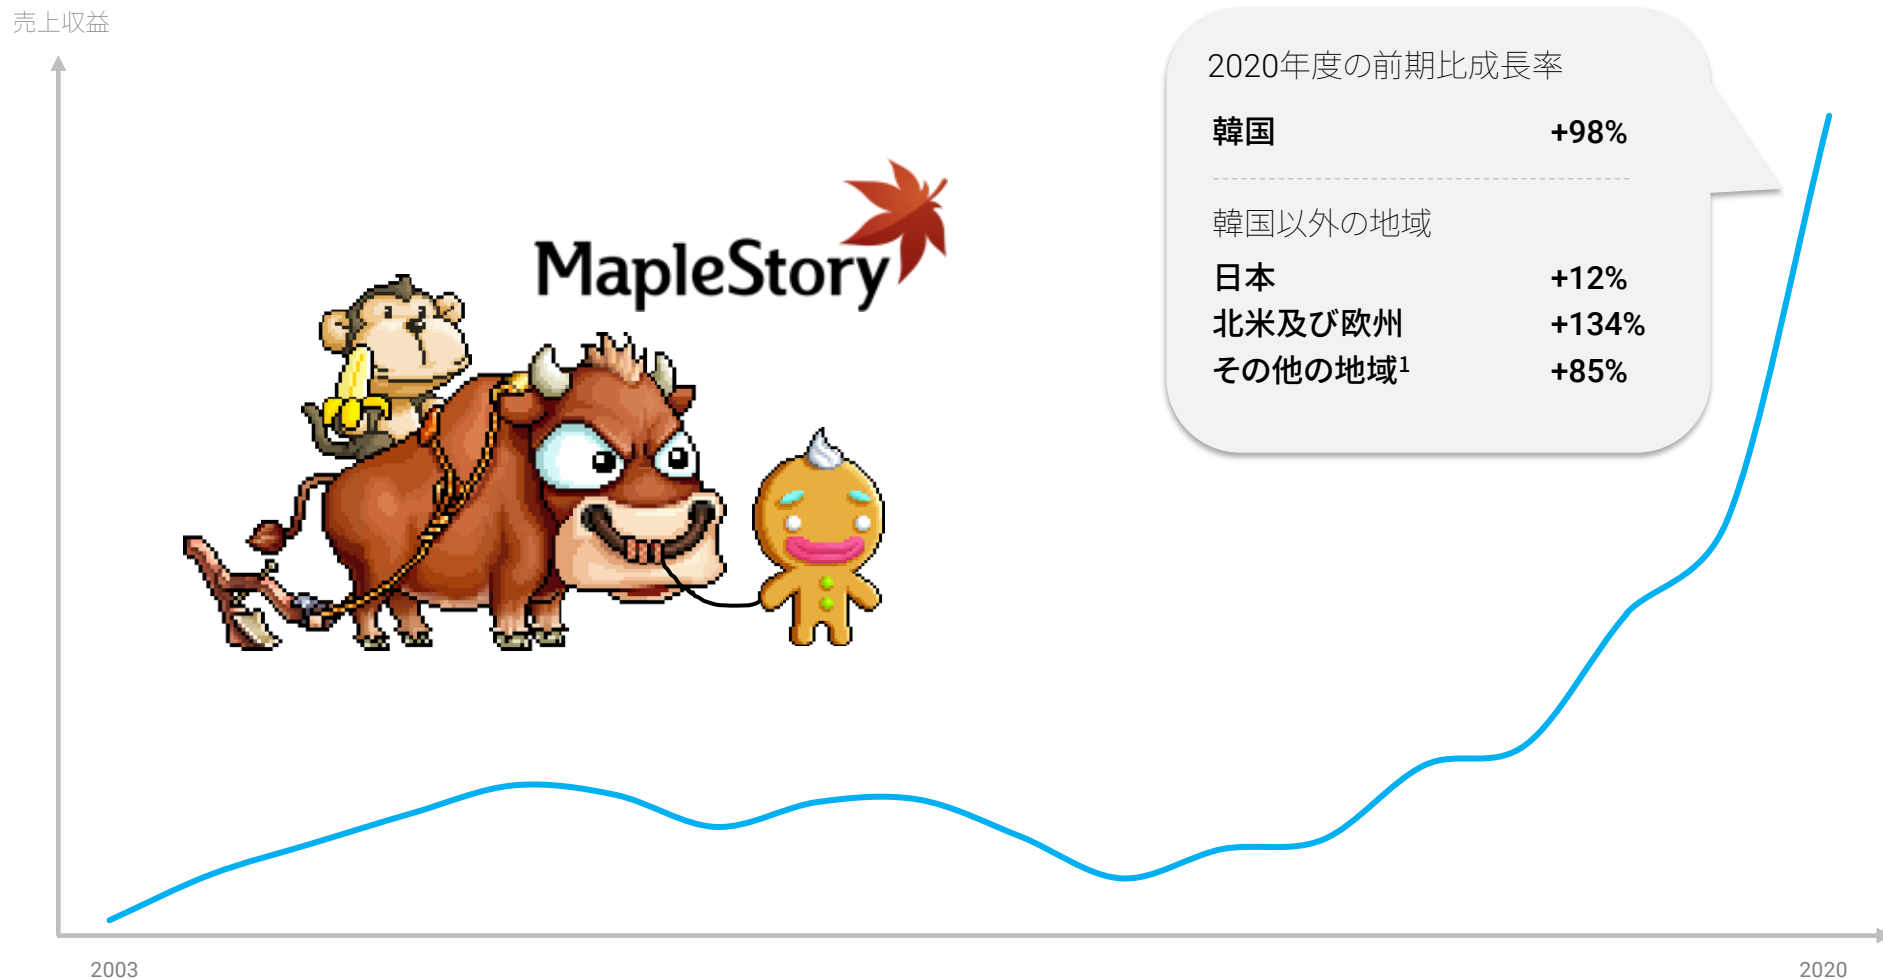 売上収益
2020年度の前期比成長率
韓国 +98%
韓国以外の地域
日本 +12%
北米及び欧州 +134%
その他の地域¹ +85%
MapleStory
2003 2020